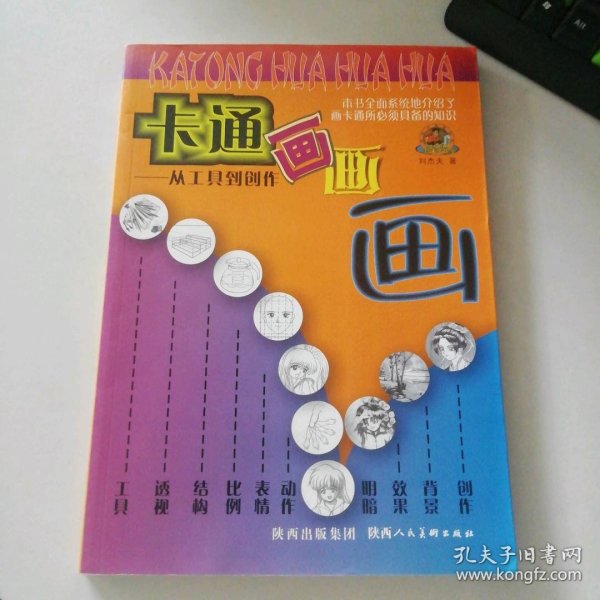 KATONG HUA HUA HUA
本书全面系统地介绍了
画卡通所必须具备的知识
卡通画画画
——从工具到创作
刘杰夫 著
工具
透视
结构
比例
表情
动作
明暗
效果
背景
创作
陕西出版集团 陕西人民美术出版社
孔夫子旧书网
www.kongfz.com